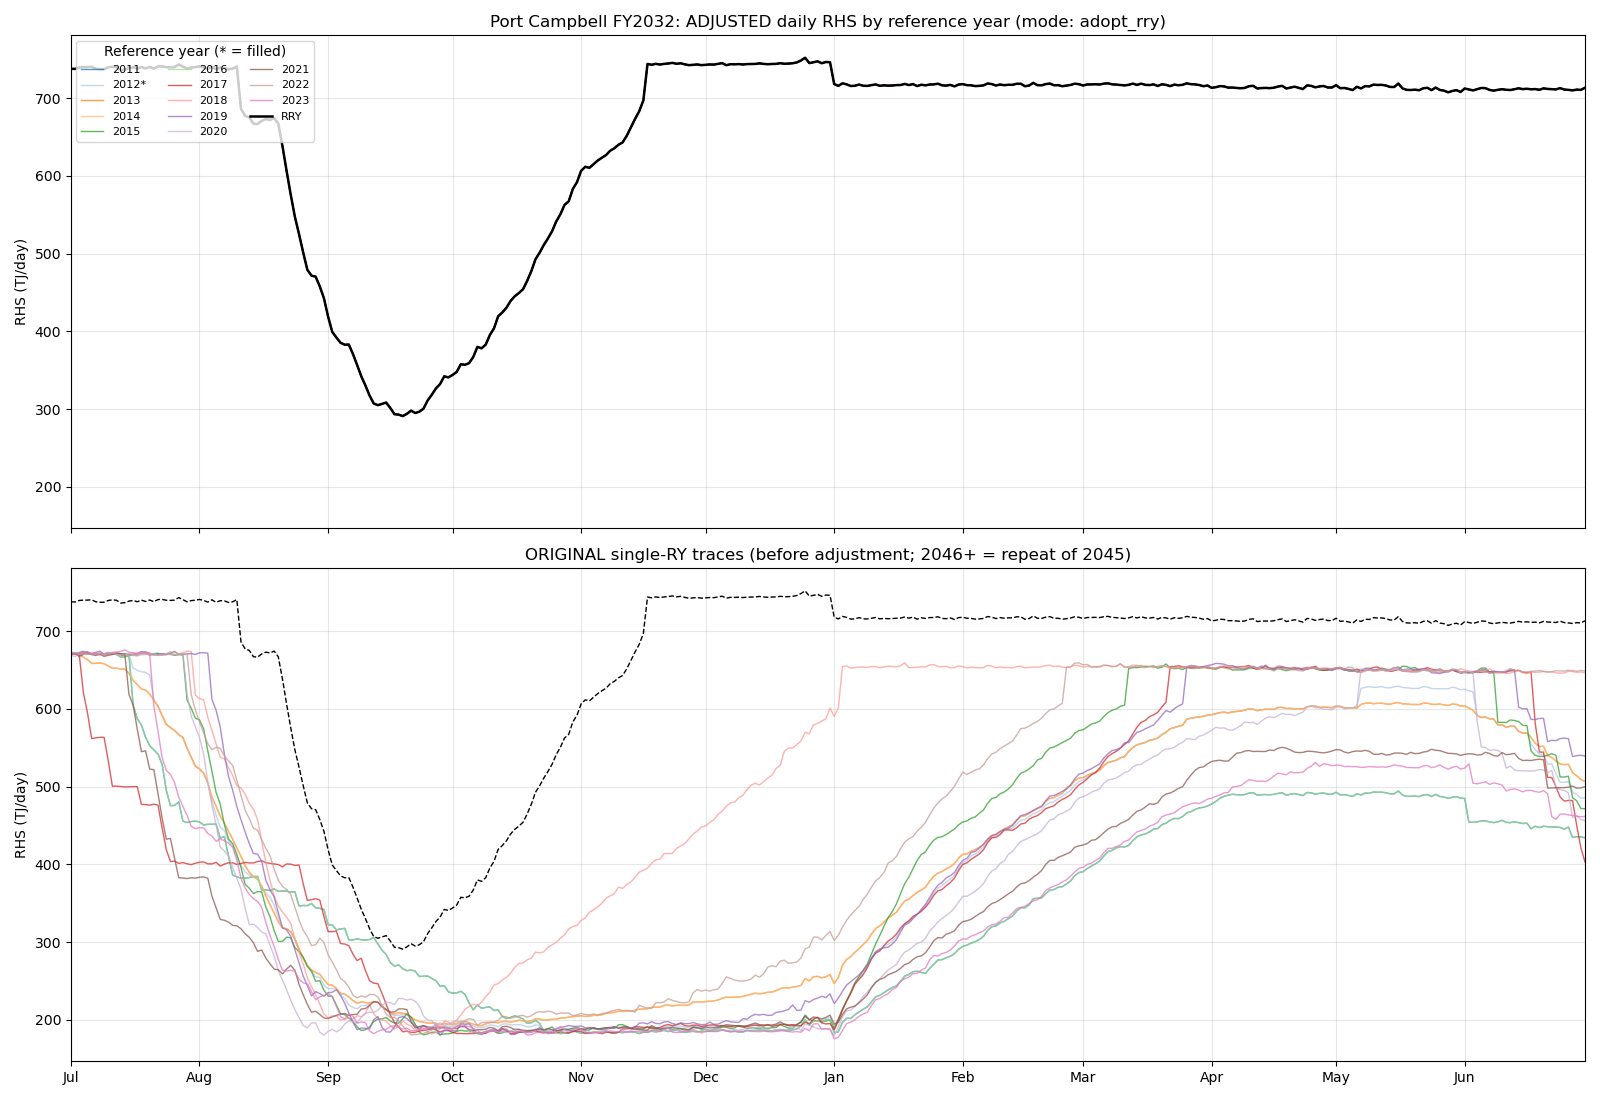 Port Campbell FY2032: ADJUSTED daily RHS by reference year (mode: adopt_rry)
Reference year (* = filled)
2011 2016 2021
2012* 2017 2022
2013 2018 2023
2014 2019 RRY
2015 2020
700
600
500
400
300
200
RHS (TJ/day)
ORIGINAL single-RY traces (before adjustment; 2046+ = repeat of 2045)
700
600
500
400
300
200
RHS (TJ/day)
Jul Aug Sep Oct Nov Dec Jan Feb Mar Apr May Jun